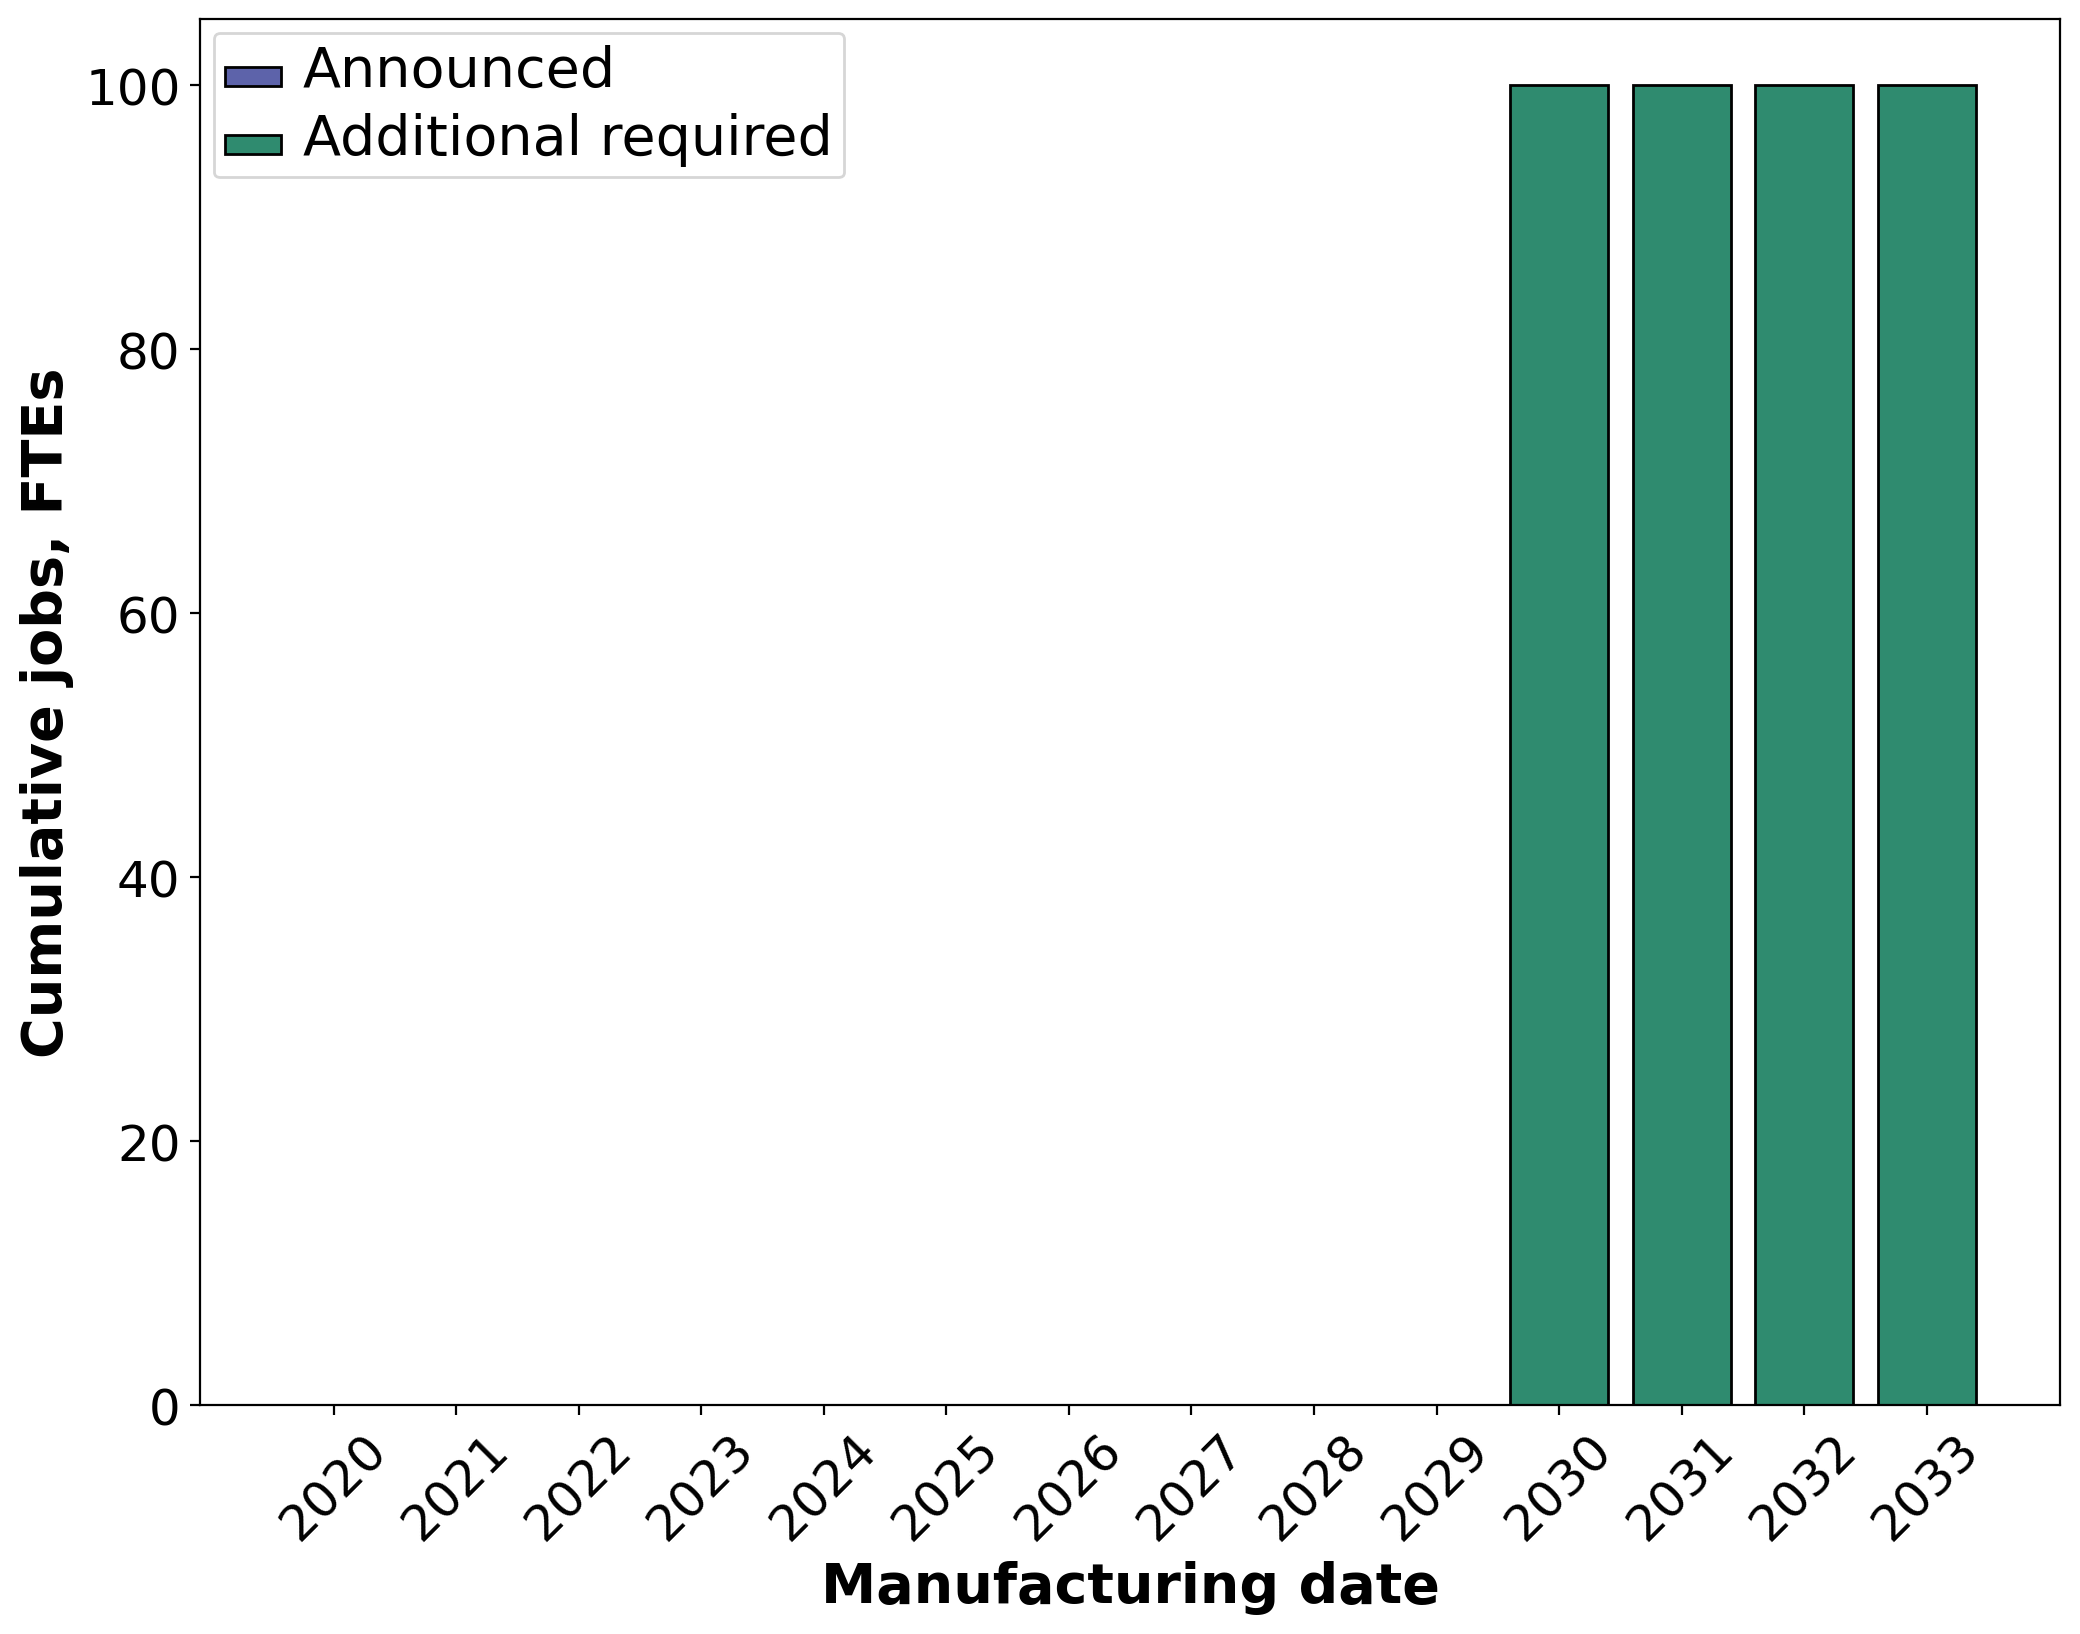 Announced
Additional required
100
80
60
40
20
0
Cumulative jobs, FTEs
2020 2021 2022 2023 2024 2025 2026 2027 2028 2029 2030 2031 2032 2033
Manufacturing date